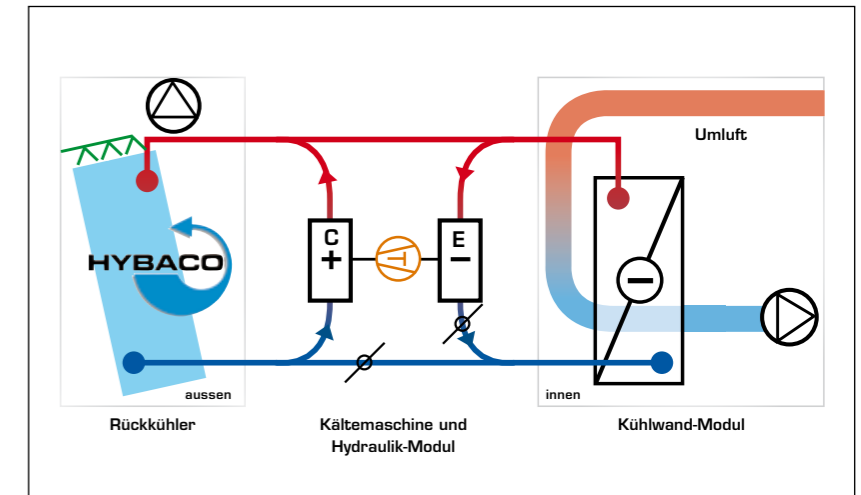 Umluft
C
+
E
−
HYBACO
−
aussen
innen
Rückkühler
Kältemaschine und
Hydraulik-Modul
Kühlwand-Modul